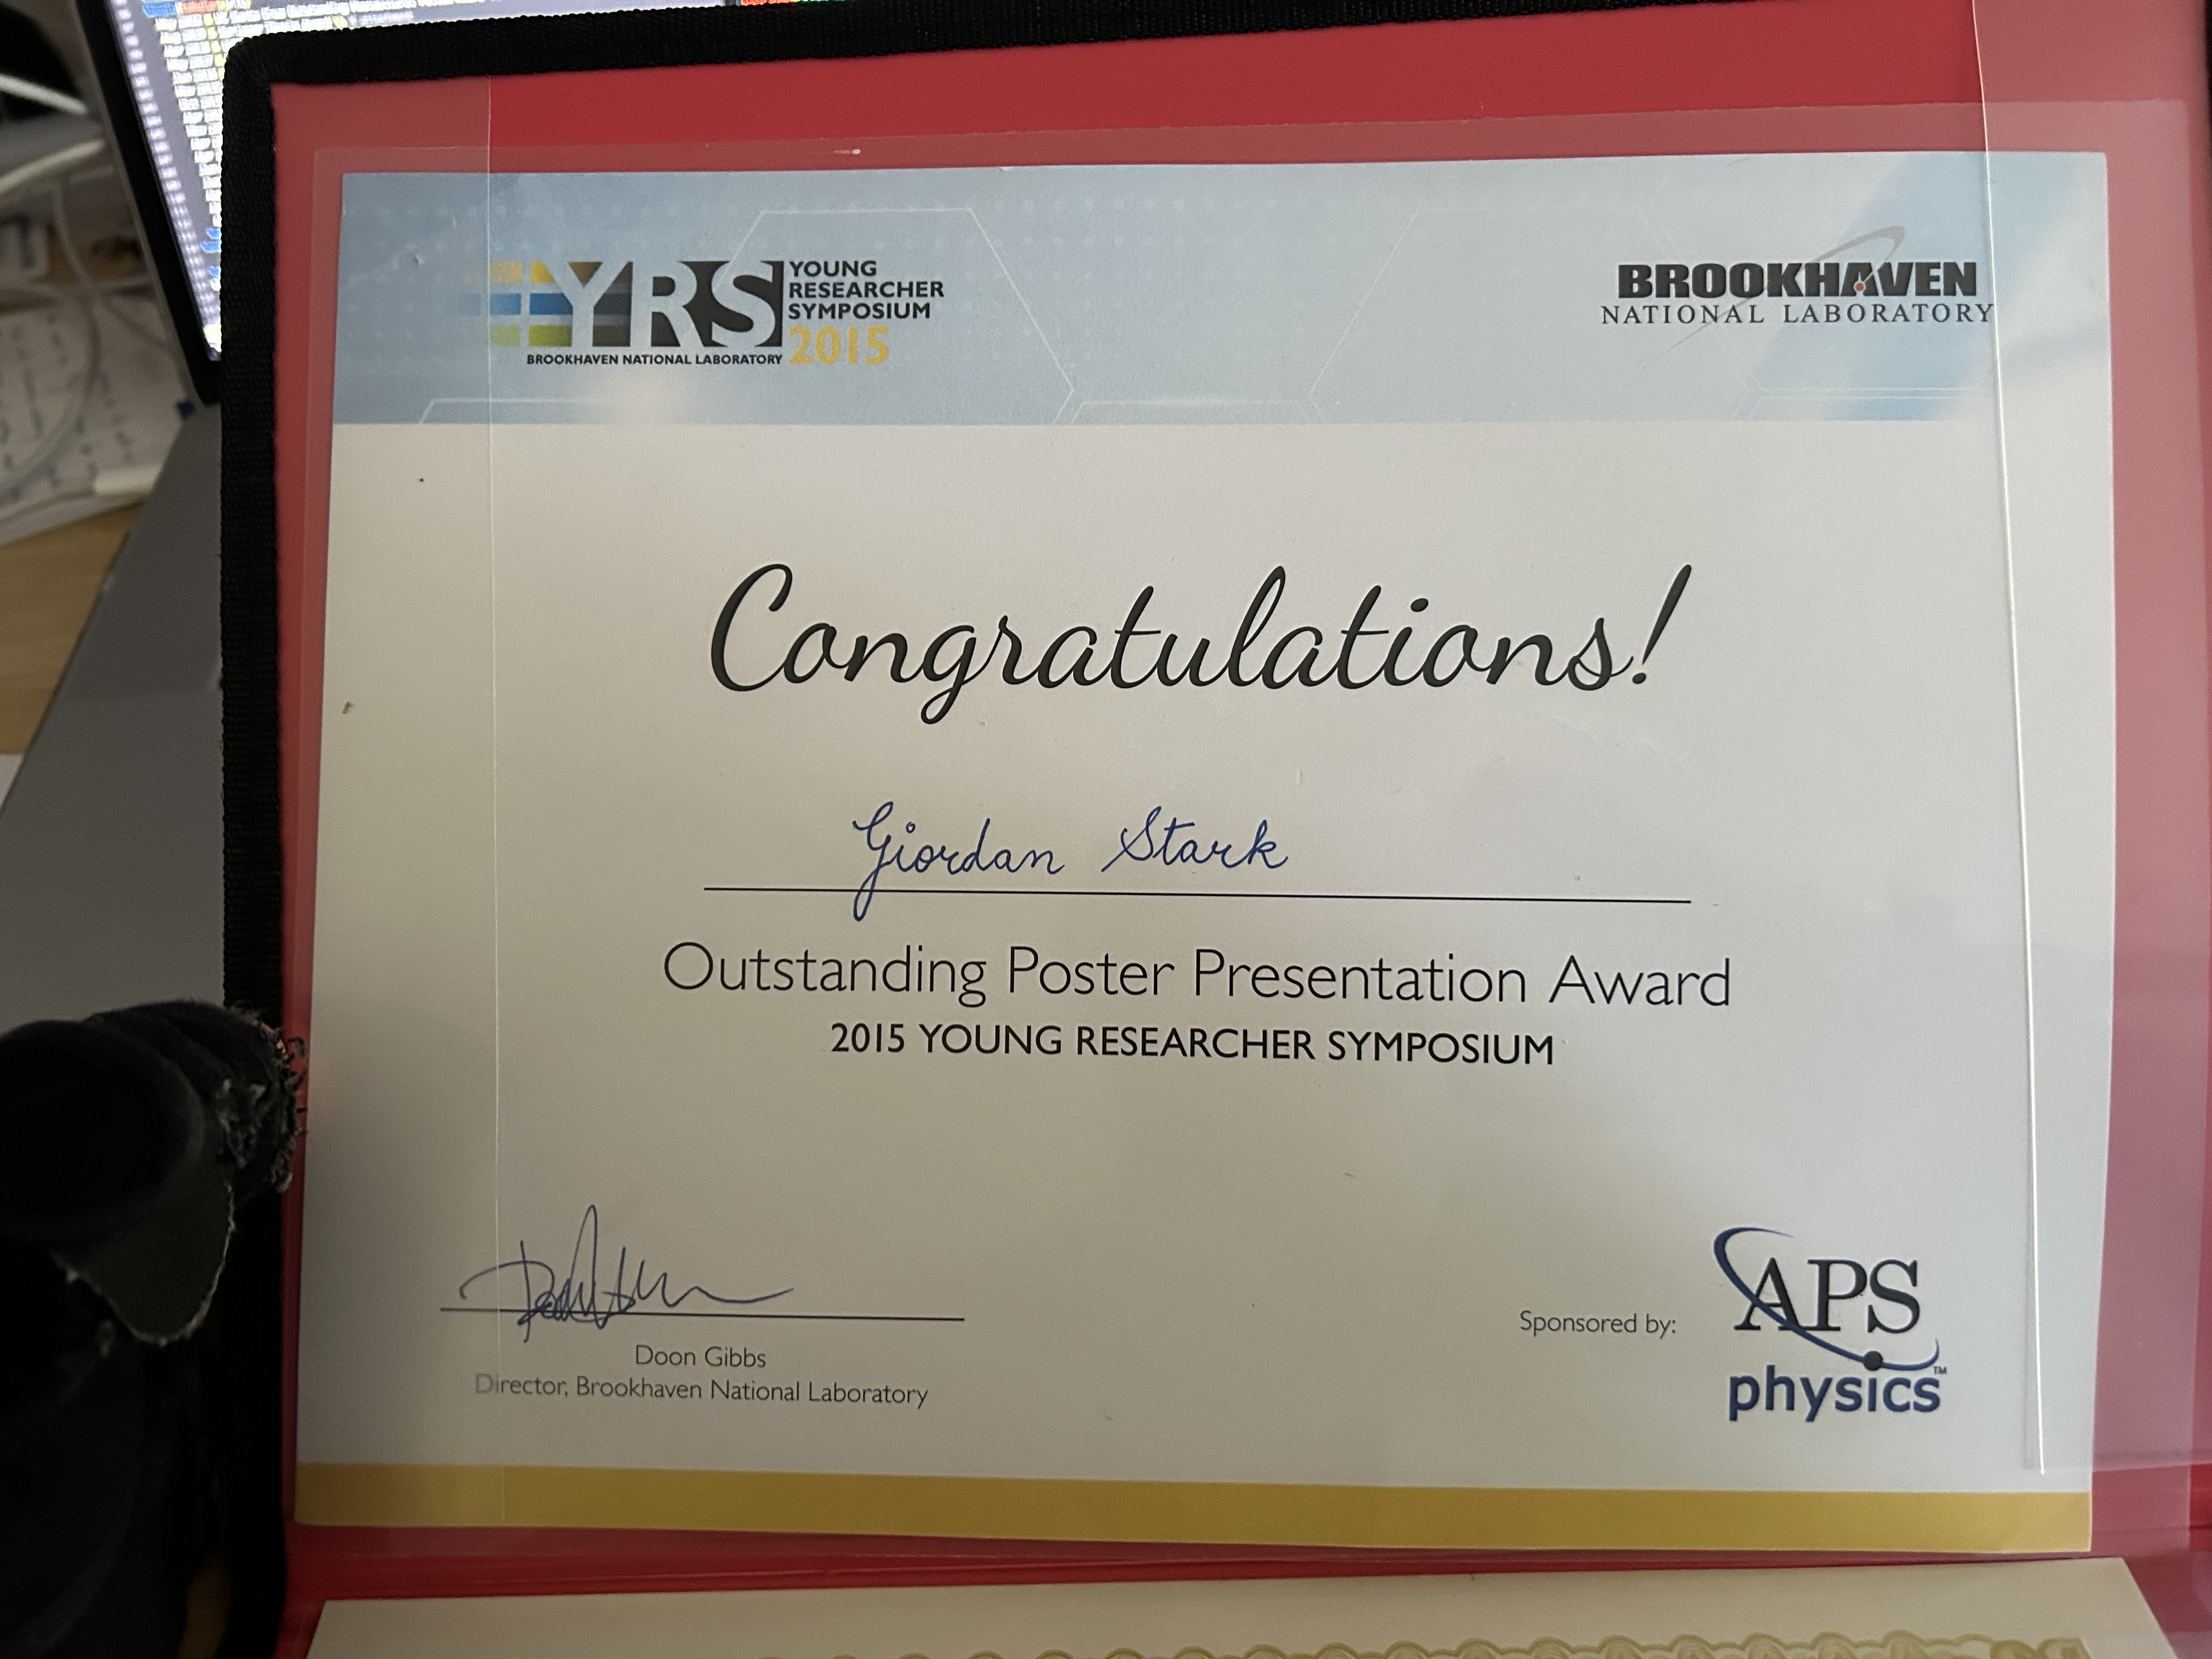 YRS YOUNG
RESEARCHER
SYMPOSIUM
BROOKHAVEN NATIONAL LABORATORY 2015
BROOKHAVEN
NATIONAL LABORATORY
Congratulations!
Giordan Stark
Outstanding Poster Presentation Award
2015 YOUNG RESEARCHER SYMPOSIUM
Doon Gibbs
Director, Brookhaven National Laboratory
Sponsored by:
APS
physics™